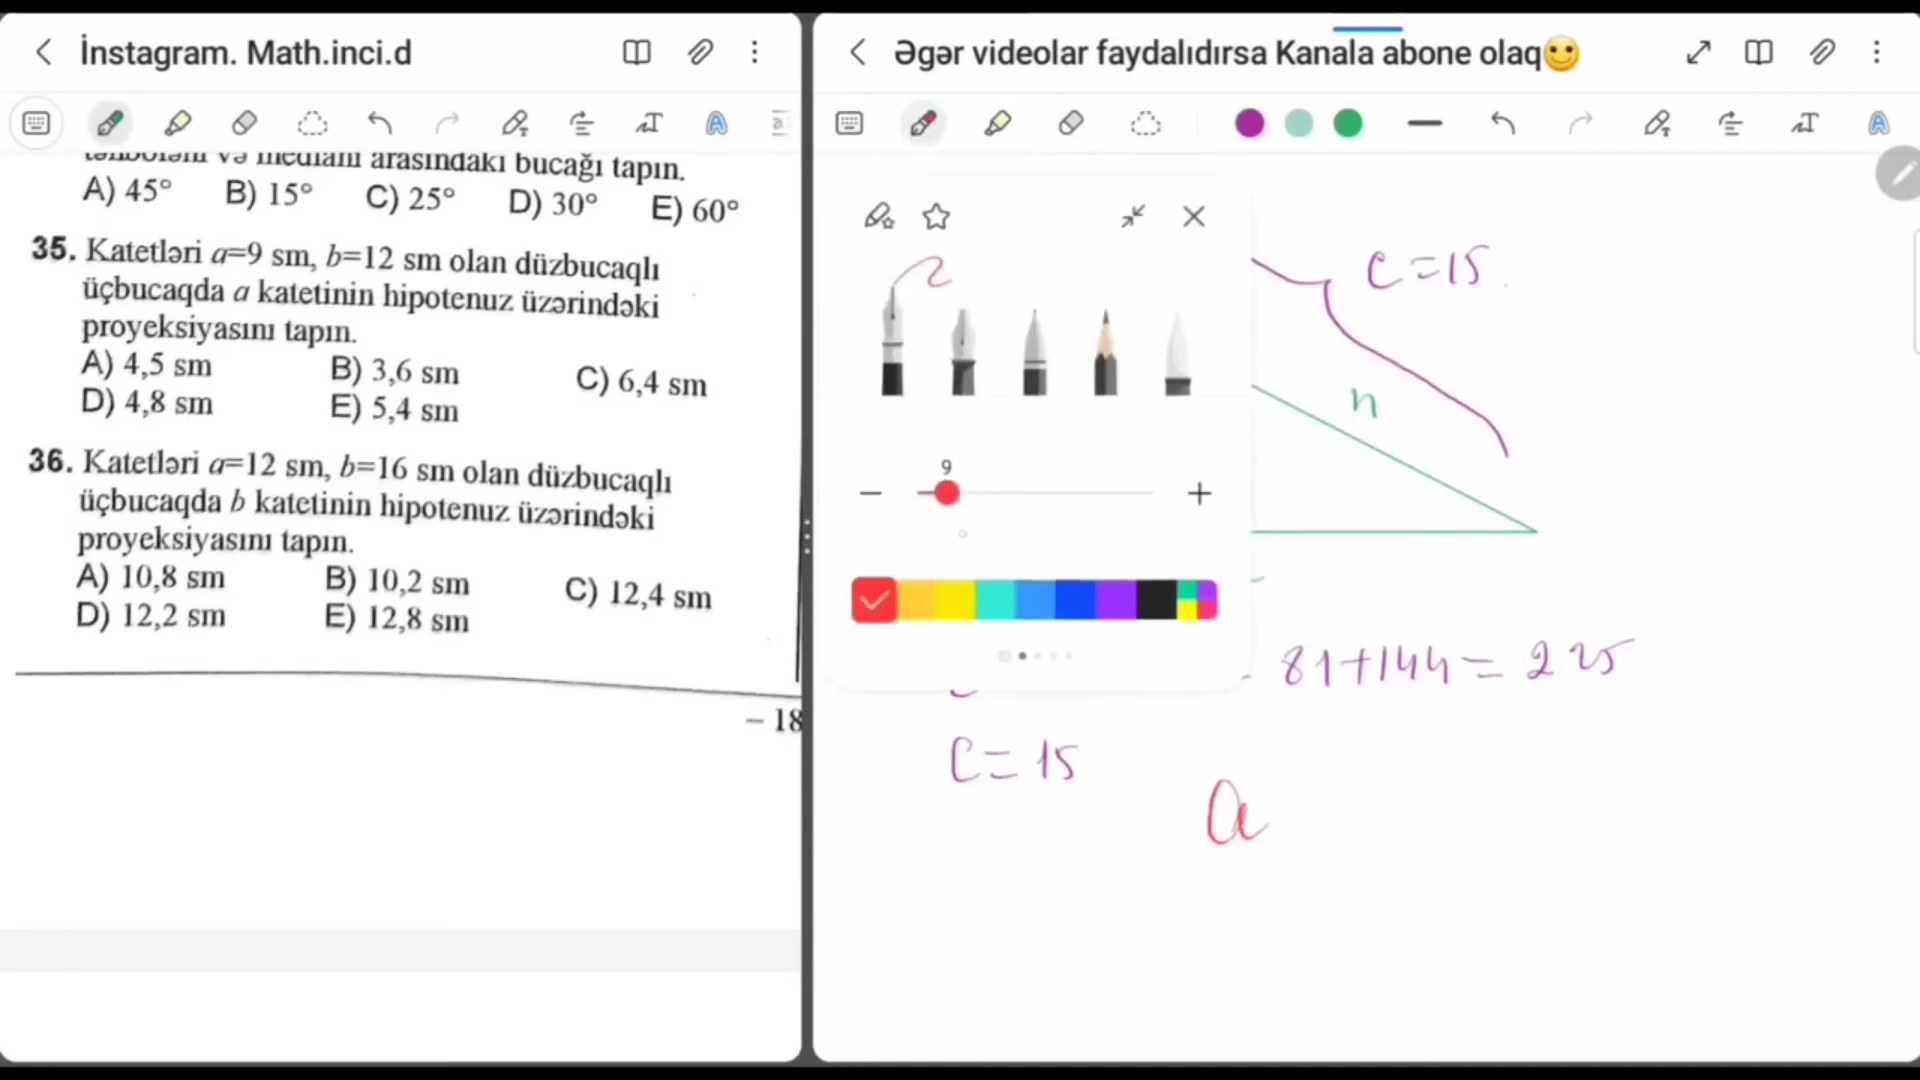 İnstagram. Math.inci.d
və medianı arasındakı bucağı tapın.
A) 45° B) 15° C) 25° D) 30° E) 60°
35. Katetləri a=9 sm, b=12 sm olan düzbucaqlı
üçbucaqda a katetinin hipotenuz üzərindəki
proyeksiyasını tapın.
A) 4,5 sm B) 3,6 sm C) 6,4 sm
D) 4,8 sm E) 5,4 sm
36. Katetləri a=12 sm, b=16 sm olan düzbucaqlı
üçbucaqda b katetinin hipotenuz üzərindəki
proyeksiyasını tapın.
A) 10,8 sm B) 10,2 sm C) 12,4 sm
D) 12,2 sm E) 12,8 sm
– 18
Əgər videolar faydalıdırsa Kanala abone olaq🙂
c=15.
n
9
81+144=225
c=15
a